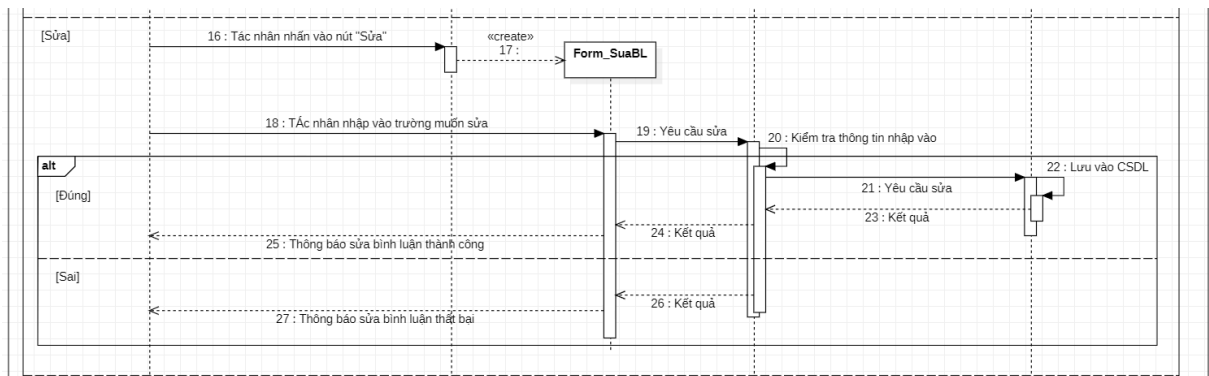 [Sửa]
16 : Tác nhân nhấn vào nút "Sửa"
«create»
17 :
Form_SuaBL
18 : TÁc nhân nhập vào trường muốn sửa
19 : Yêu cầu sửa
20 : Kiểm tra thông tin nhập vào
alt
22 : Lưu vào CSDL
[Đúng]
21 : Yêu cầu sửa
23 : Kết quả
24 : Kết quả
25 : Thông báo sửa bình luận thành công
[Sai]
26 : Kết quả
27 : Thông báo sửa bình luận thất bại